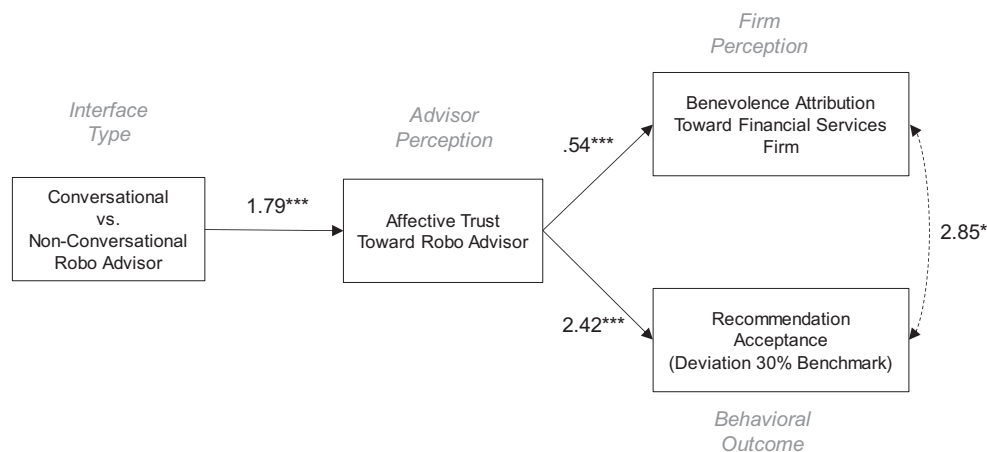 Interface
Type
Conversational
vs.
Non-Conversational
Robo Advisor
1.79***
Advisor
Perception
Affective Trust
Toward Robo Advisor
.54***
2.42***
Firm
Perception
Benevolence Attribution
Toward Financial Services
Firm
2.85*
Recommendation
Acceptance
(Deviation 30% Benchmark)
Behavioral
Outcome